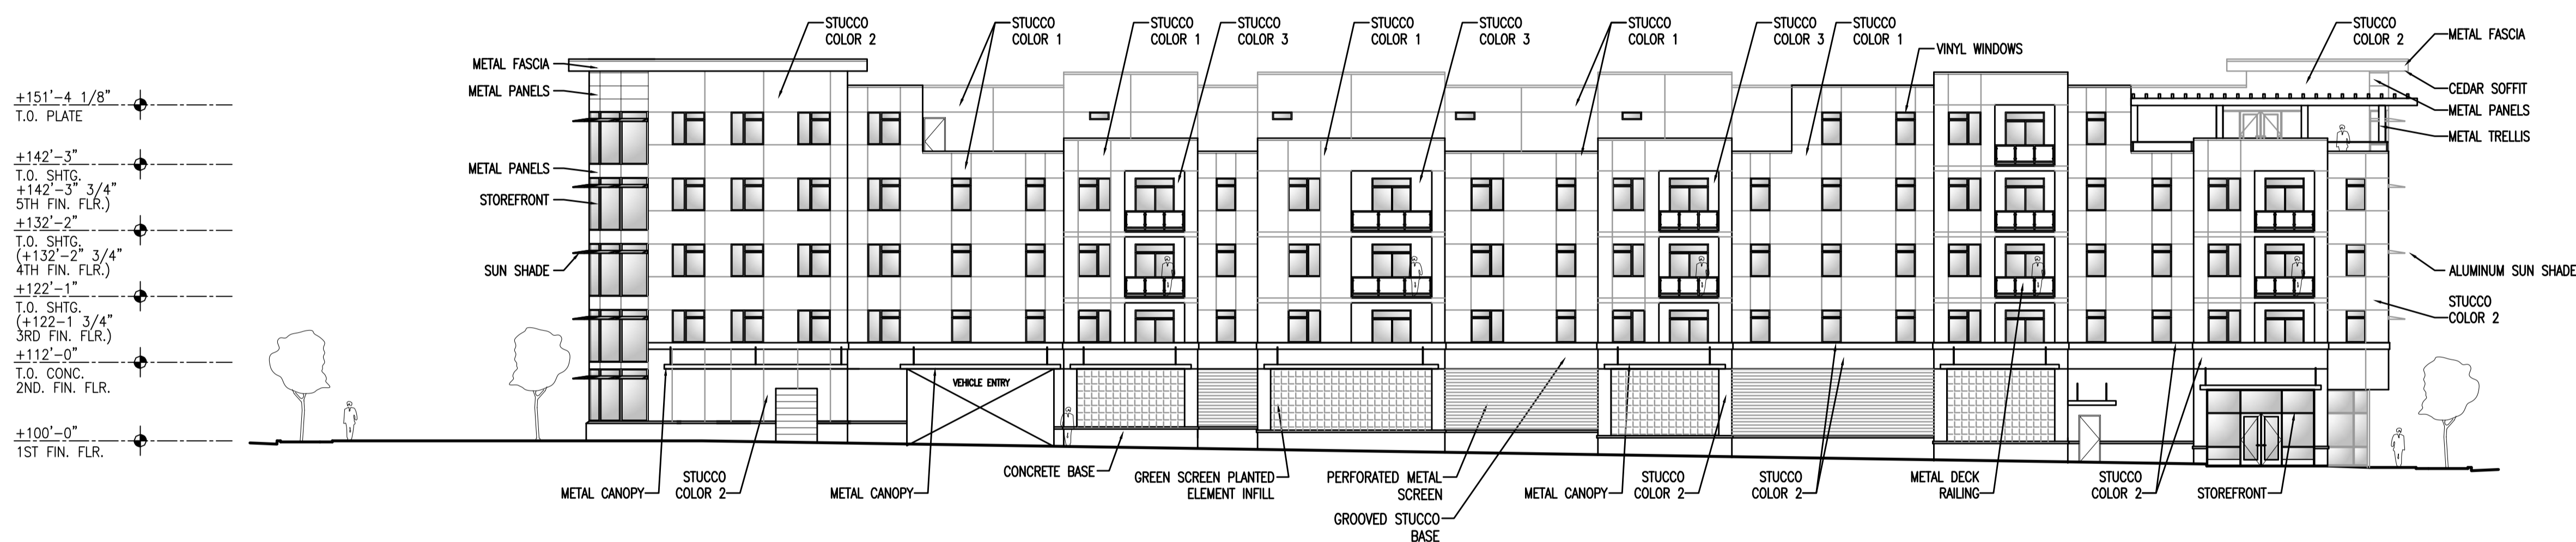 +151'-4 1/8"
T.O. PLATE
+142'-3"
T.O. SHTG.
+142'-3" 3/4"
5TH FIN. FLR.)
+132'-2"
T.O. SHTG.
(+132'-2" 3/4"
4TH FIN. FLR.)
+122'-1"
T.O. SHTG.
(+122-1 3/4"
3RD FIN. FLR.)
+112'-0"
T.O. CONC.
2ND. FIN. FLR.
+100'-0"
1ST FIN. FLR.
METAL FASCIA
METAL PANELS
METAL PANELS
STOREFRONT
SUN SHADE
STUCCO
COLOR 2
STUCCO
COLOR 1
STUCCO
COLOR 1
STUCCO
COLOR 3
STUCCO
COLOR 1
STUCCO
COLOR 3
STUCCO
COLOR 1
STUCCO
COLOR 3
STUCCO
COLOR 1
VINYL WINDOWS
STUCCO
COLOR 2
METAL FASCIA
CEDAR SOFFIT
METAL PANELS
METAL TRELLIS
ALUMINUM SUN SHADE
STUCCO
COLOR 2
VEHICLE ENTRY
METAL CANOPY
STUCCO
COLOR 2
METAL CANOPY
CONCRETE BASE
GREEN SCREEN PLANTED
ELEMENT INFILL
PERFORATED METAL
SCREEN
GROOVED STUCCO
BASE
METAL CANOPY
STUCCO
COLOR 2
STUCCO
COLOR 2
METAL DECK
RAILING
STUCCO
COLOR 2
STOREFRONT